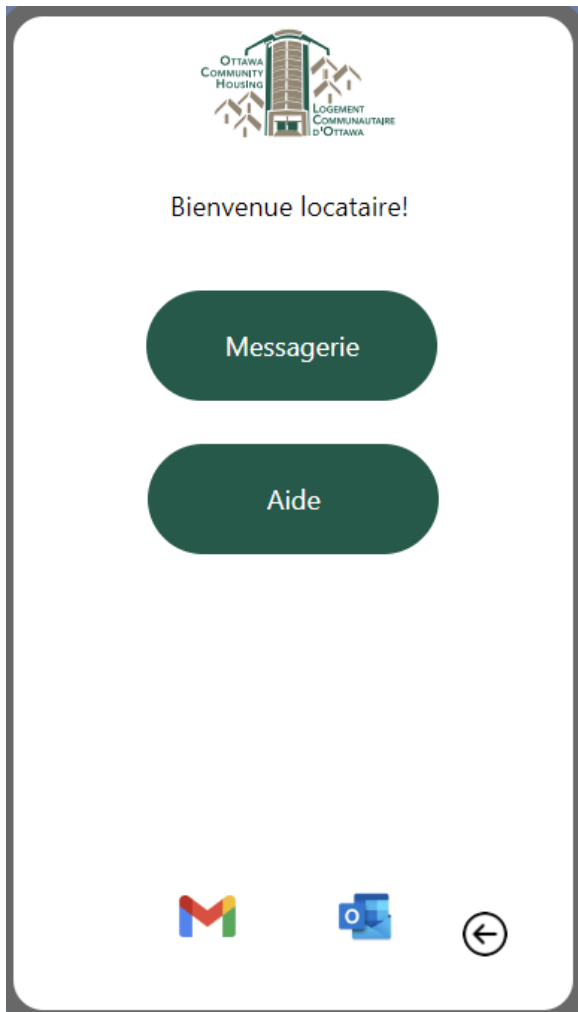 OTTAWA
COMMUNITY
HOUSING
LOGEMENT
COMMUNAUTAIRE
D'OTTAWA
Bienvenue locataire!
Messagerie
Aide
O